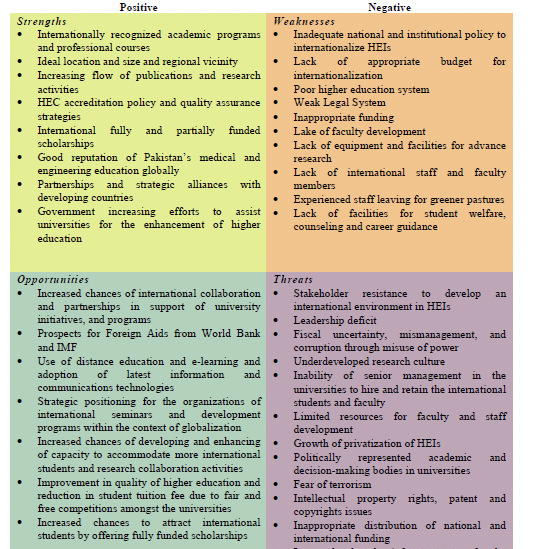 Positive
Negative
Strengths
• Internationally recognized academic programs
and professional courses
• Ideal location and size and regional vicinity
• Increasing flow of publications and research
activities
• HEC accreditation policy and quality assurance
strategies
• International fully and partially funded
scholarships
• Good reputation of Pakistan's medical and
engineering education globally
• Partnerships and strategic alliances with
developing countries
• Government increasing efforts to assist
universities for the enhancement of higher
education
Weaknesses
• Inadequate national and institutional policy to
internationalize HEIs
• Lack of appropriate budget for
internationalization
• Poor higher education system
• Weak Legal System
• Inappropriate funding
• Lake of faculty development
• Lack of equipment and facilities for advance
research
• Lack of international staff and faculty
members
• Experienced staff leaving for greener pastures
• Lack of facilities for student welfare,
counseling and career guidance
Opportunities
• Increased chances of international collaboration
and partnerships in support of university
initiatives, and programs
• Prospects for Foreign Aids from World Bank
and IMF
• Use of distance education and e-learning and
adoption of latest information and
communications technologies
• Strategic positioning for the organizations of
international seminars and development
programs within the context of globalization
• Increased chances of developing and enhancing
of capacity to accommodate more international
students and research collaboration activities
• Improvement in quality of higher education and
reduction in student tuition fee due to fair and
free competitions amongst the universities
• Increased chances to attract international
students by offering fully funded scholarships
Threats
• Stakeholder resistance to develop an
international environment in HEIs
• Leadership deficit
• Fiscal uncertainty, mismanagement, and
corruption through misuse of power
• Underdeveloped research culture
• Inability of senior management in the
universities to hire and retain the international
students and faculty
• Limited resources for faculty and staff
development
• Growth of privatization of HEIs
• Politically represented academic and
decision-making bodies in universities
• Fear of terrorism
• Intellectual property rights, patent and
copyrights issues
• Inappropriate distribution of national and
international funding